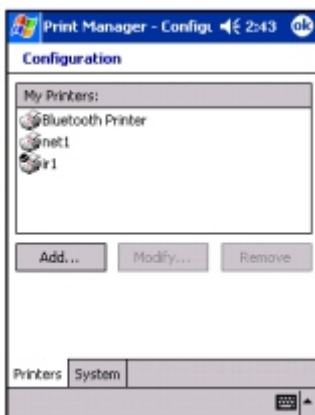 Print Manager - Configu 2:43 ok
Configuration
My Printers:
Bluetooth Printer
net1
ir1
Add... Modify... Remove
Printers System